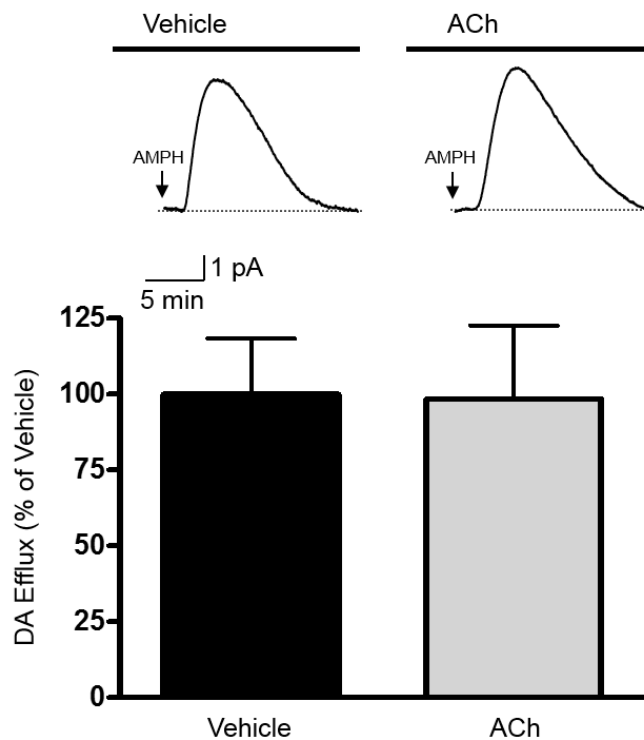 Vehicle
ACh
AMPH
AMPH
1 pA
5 min
DA Efflux (% of Vehicle)
125
100
75
50
25
0
Vehicle
ACh